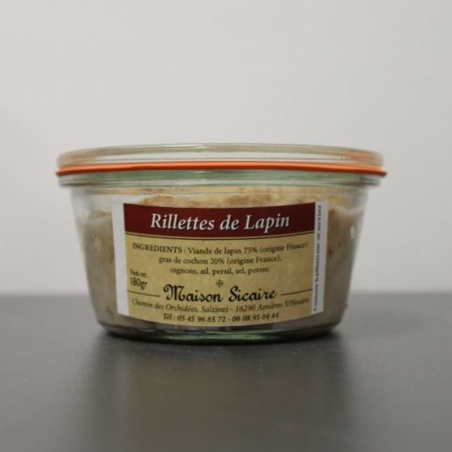 Rillettes de Lapin
INGREDIENTS : Viande de lapin 75% (origine France)
gras de cochon 20% (origine France),
rognons, ail, persil, sel, poivre.
Poids net:
180gr
Maison Sicaire
Chemin des Orchidées, Salzines - 16290 Asnières S/Nouère
Tél : 05 45 96 83 72 - 06 08 95 04 44